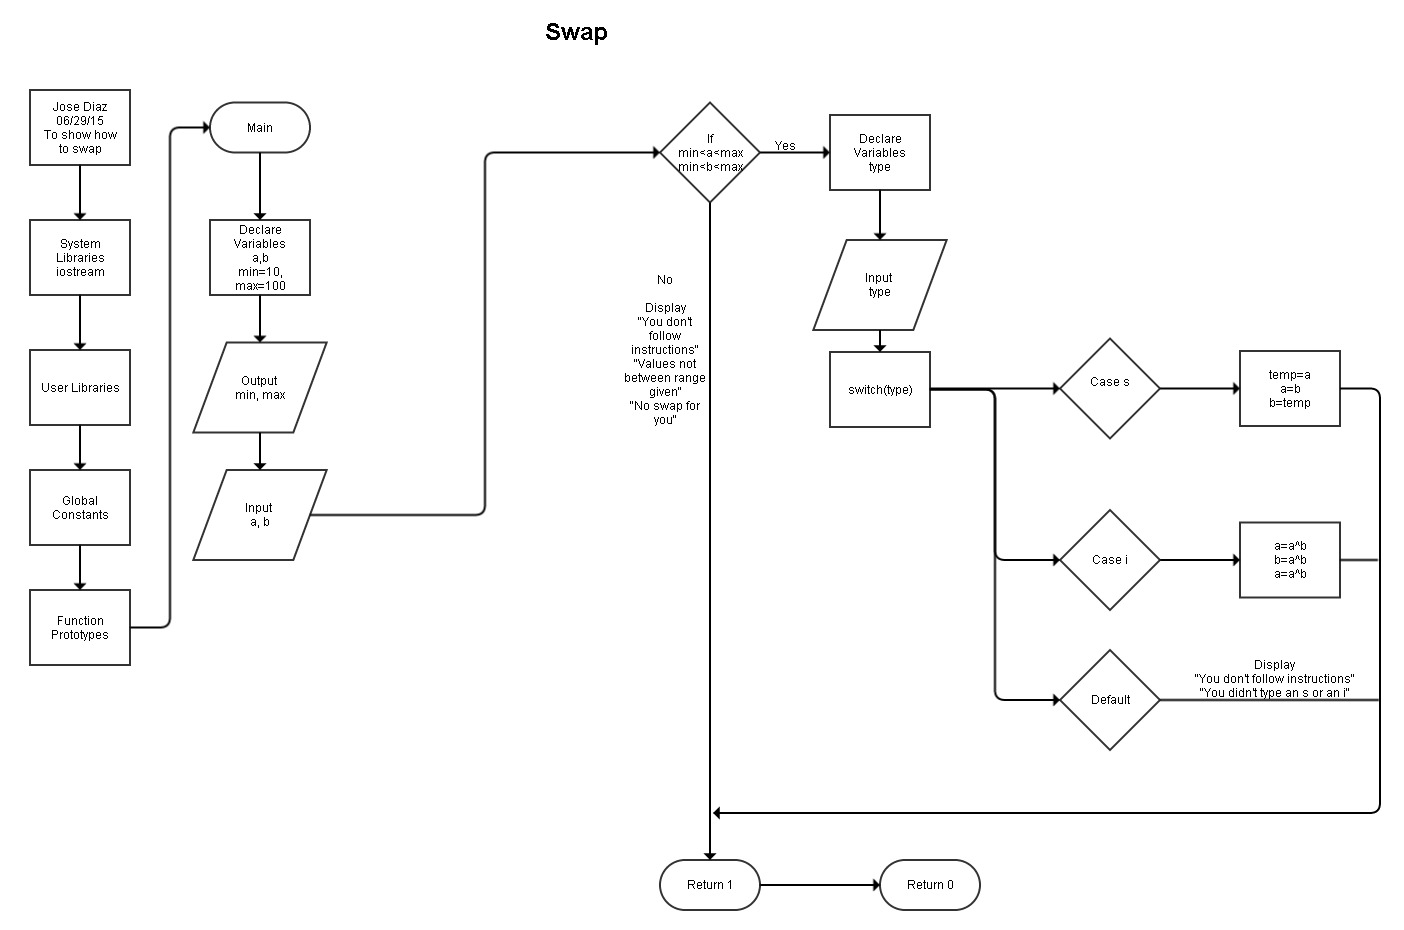 Swap
Jose Diaz
06/29/15
To show how
to swap
System
Libraries
iostream
User Libraries
Global
Constants
Function
Prototypes
Main
Declare
Variables
a,b
min=10,
max=100
Output
min, max
Input
a, b
If
min<a<max
min<b<max
Yes
No
Display
"You don't
follow
instructions"
"Values not
between range
given"
"No swap for
you"
Declare
Variables
type
Input
type
switch(type)
Case s
temp=a
a=b
b=temp
Case i
a=a^b
b=a^b
a=a^b
Default
Display
"You don't follow instructions"
"You didn't type an s or an i"
Return 1
Return 0